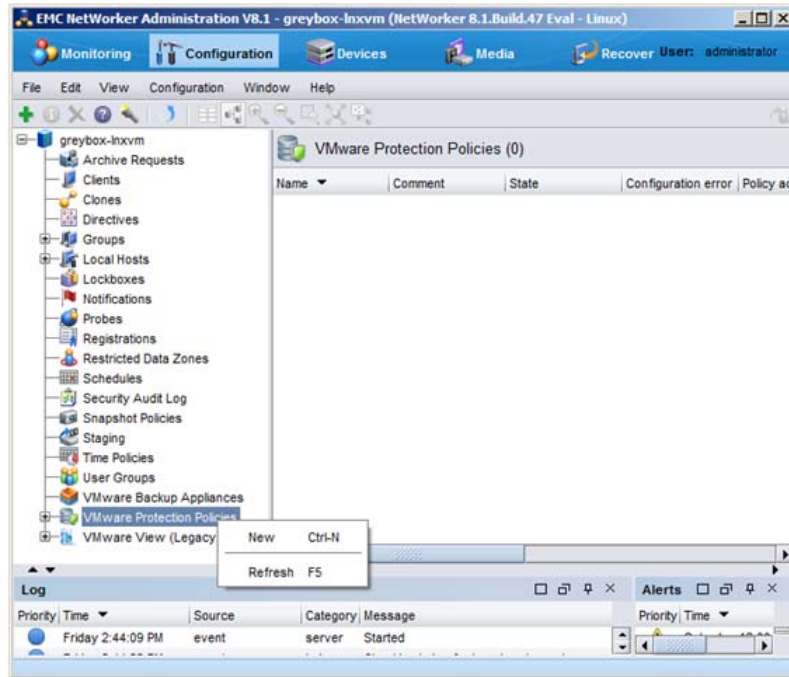 EMC NetWorker Administration V8.1 - greybox-lnxvm (NetWorker 8.1.Build.47 Eval - Linux)
Monitoring Configuration Devices Media Recover User: administrator
File Edit View Configuration Window Help
greybox-lnxvm
Archive Requests
Clients
Clones
Directives
Groups
Local Hosts
Lockboxes
Notifications
Probes
Registrations
Restricted Data Zones
Schedules
Security Audit Log
Snapshot Policies
Staging
Time Policies
User Groups
VMware Backup Appliances
VMware Protection Policies
VMware View (Legacy
New Ctrl-N
Refresh F5
VMware Protection Policies (0)
Name Comment State Configuration error Policy ac
Log
Priority Time Source Category Message
Friday 2:44:09 PM event server Started
Alerts
Priority Time